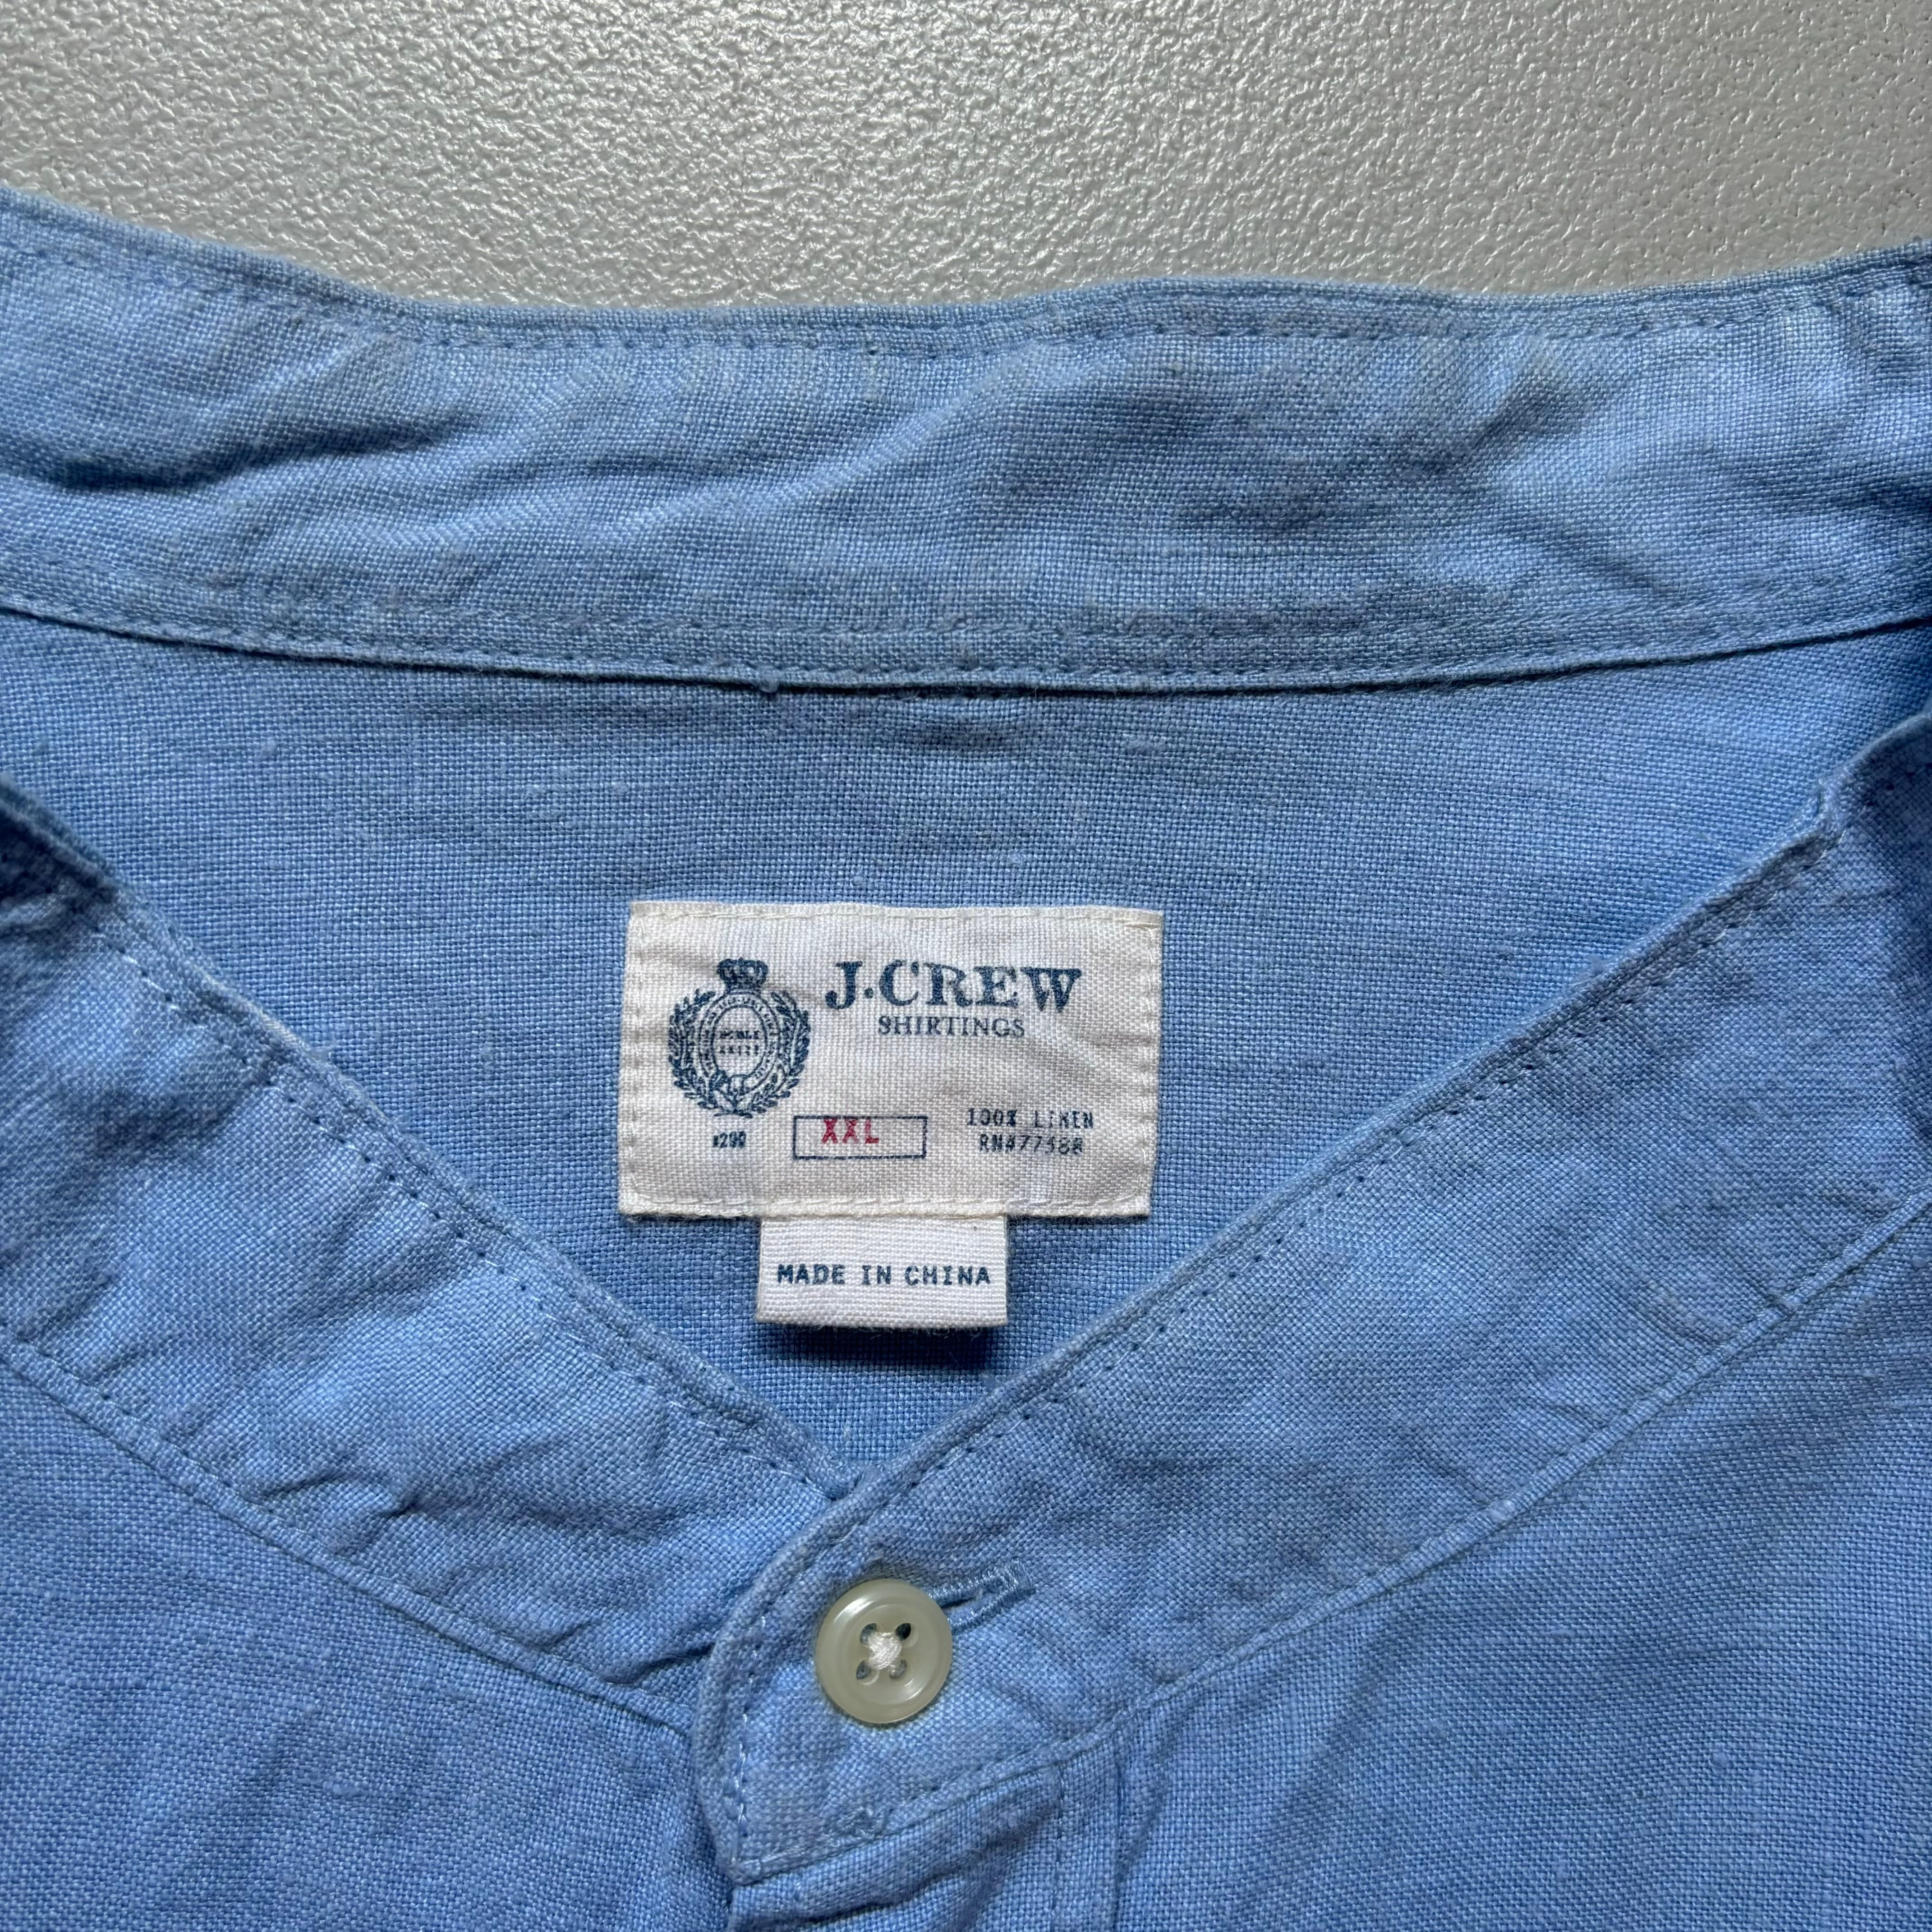 J.CREW
SHIRTINGS
100% LINEN
XXL
MADE IN CHINA